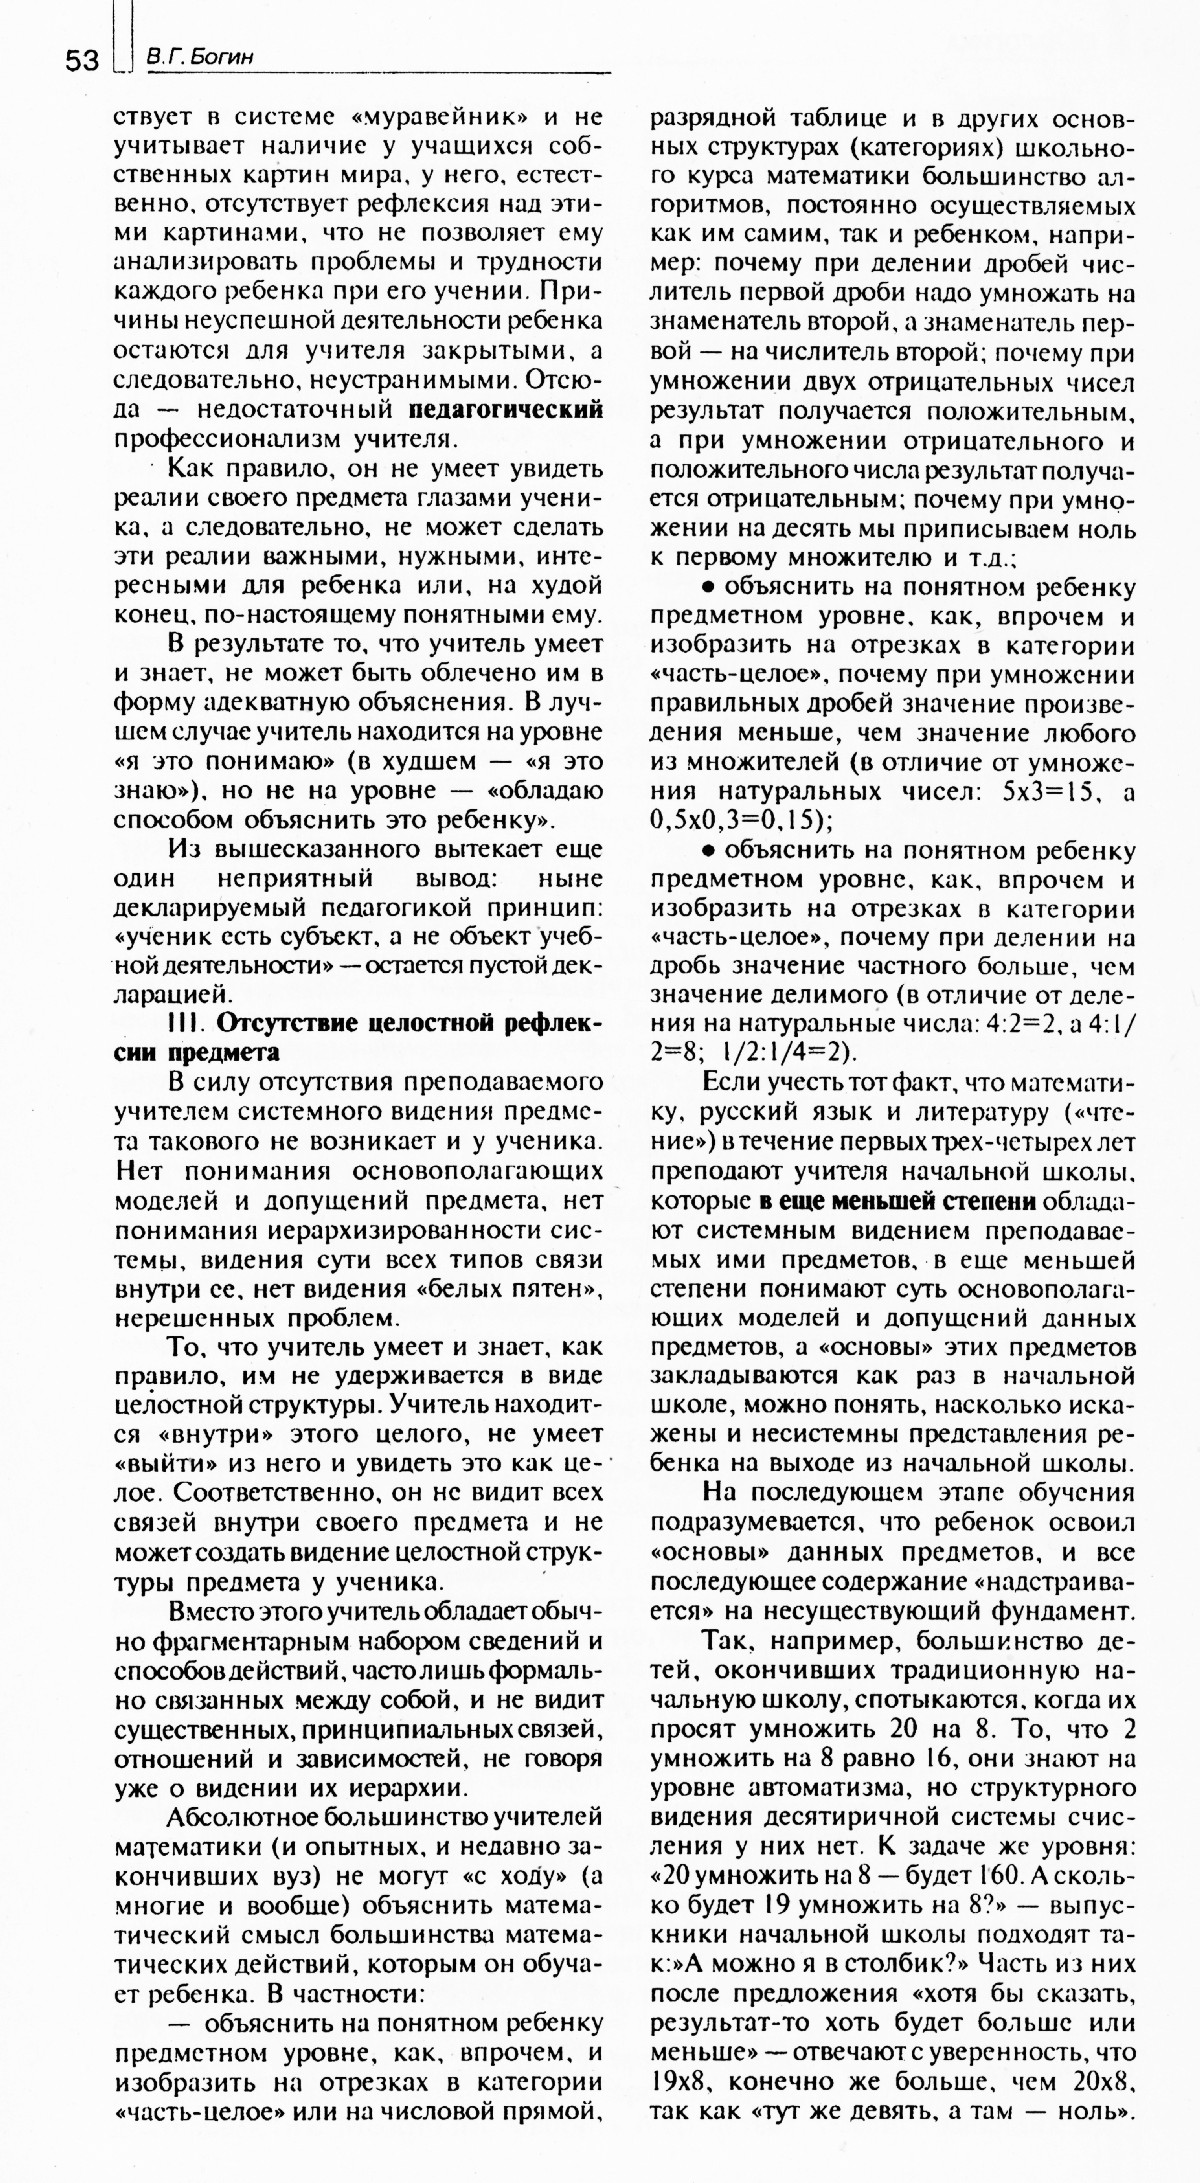 53
В.Г. Богин
ствует в системе «муравейник» и не
учитывает наличие у учащихся соб-
ственных картин мира, у него, естест-
венно, отсутствует рефлексия над эти-
ми картинами, что не позволяет ему
анализировать проблемы и трудности
каждого ребенка при его учении. При-
чины неуспешной деятельности ребенка
остаются для учителя закрытыми, а
следовательно, неустранимыми. Отсю-
да — недостаточный педагогический
профессионализм учителя.
Как правило, он не умеет увидеть
реалии своего предмета глазами учени-
ка, а следовательно, не может сделать
эти реалии важными, нужными, инте-
ресными для ребенка или, на худой
конец, по-настоящему понятными ему.
В результате то, что учитель умеет
и знает, не может быть облечено им в
форму адекватную объяснения. В луч-
шем случае учитель находится на уровне
«я это понимаю» (в худшем — «я это
знаю»), но не на уровне — «обладаю
способом объяснить это ребенку».
Из вышесказанного вытекает еще
один неприятный вывод: ныне
декларируемый педагогикой принцип:
«ученик есть субъект, а не объект учеб-
ной деятельности» — остается пустой дек-
ларацией.
III. Отсутствие целостной рефлек-
сии предмета
В силу отсутствия преподаваемого
учителем системного видения предме-
та такового не возникает и у ученика.
Нет понимания основополагающих
моделей и допущений предмета, нет
понимания иерархизированности сис-
темы, видения сути всех типов связи
внутри ее, нет видения «белых пятен»,
нерешенных проблем.
То, что учитель умеет и знает, как
правило, им не удерживается в виде
целостной структуры. Учитель находит-
ся «внутри» этого целого, не умеет
«выйти» из него и увидеть это как це-
лое. Соответственно, он не видит всех
связей внутри своего предмета и не
может создать видение целостной струк-
туры предмета у ученика.
Вместо этого учитель обладает обыч-
но фрагментарным набором сведений и
способов действий, часто лишь формаль-
но связанных между собой, и не видит
существенных, принципиальных связей,
отношений и зависимостей, не говоря
уже о видении их иерархии.
Абсолютное большинство учителей
математики (и опытных, и недавно за-
кончивших вуз) не могут «с ходу» (а
многие и вообще) объяснить матема-
тический смысл большинства матема-
тических действий, которым он обуча-
ет ребенка. В частности:
— объяснить на понятном ребенку
предметном уровне, как, впрочем, и
изобразить на отрезках в категории
«часть-целое» или на числовой прямой,
разрядной таблице и в других основ-
ных структурах (категориях) школьно-
го курса математики большинство ал-
горитмов, постоянно осуществляемых
как им самим, так и ребенком, напри-
мер: почему при делении дробей чис-
литель первой дроби надо умножать на
знаменатель второй, а знаменатель пер-
вой — на числитель второй; почему при
умножении двух отрицательных чисел
результат получается положительным,
а при умножении отрицательного и
положительного числа результат получа-
ется отрицательным; почему при умно-
жении на десять мы приписываем ноль
к первому множителю и т.д.;
• объяснить на понятном ребенку
предметном уровне, как, впрочем и
изобразить на отрезках в категории
«часть-целое», почему при умножении
правильных дробей значение произве-
дения меньше, чем значение любого
из множителей (в отличие от умноже-
ния натуральных чисел: 5х3=15, а
0,5х0,3=0,15);
• объяснить на понятном ребенку
предметном уровне, как, впрочем и
изобразить на отрезках в категории
«часть-целое», почему при делении на
дробь значение частного больше, чем
значение делимого (в отличие от деле-
ния на натуральные числа: 4:2=2, а 4:1/
2=8; 1/2:1/4=2).
Если учесть тот факт, что математи-
ку, русский язык и литературу («чте-
ние») в течение первых трех-четырех лет
преподают учителя начальной школы,
которые в еще меньшей степени облада-
ют системным видением преподавае-
мых ими предметов, в еще меньшей
степени понимают суть основополага-
ющих моделей и допущений данных
предметов, а «основы» этих предметов
закладываются как раз в начальной
школе, можно понять, насколько иска-
жены и несистемны представления ре-
бенка на выходе из начальной школы.
На последующем этапе обучения
подразумевается, что ребенок освоил
«основы» данных предметов, и все
последующее содержание «надстраива-
ется» на несуществующий фундамент.
Так, например, большинство де-
тей, окончивших традиционную на-
чальную школу, спотыкаются, когда их
просят умножить 20 на 8. То, что 2
умножить на 8 равно 16, они знают на
уровне автоматизма, но структурного
видения десятиричной системы счис-
ления у них нет. К задаче же уровня:
«20 умножить на 8 — будет 160. А сколь-
ко будет 19 умножить на 8?» — выпус-
кники начальной школы подходят та-
к:»А можно я в столбик?» Часть из них
после предложения «хотя бы сказать,
результат-то хоть будет больше или
меньше» — отвечают с уверенность, что
19х8, конечно же больше, чем 20х8,
так как «тут же девять, а там — ноль».